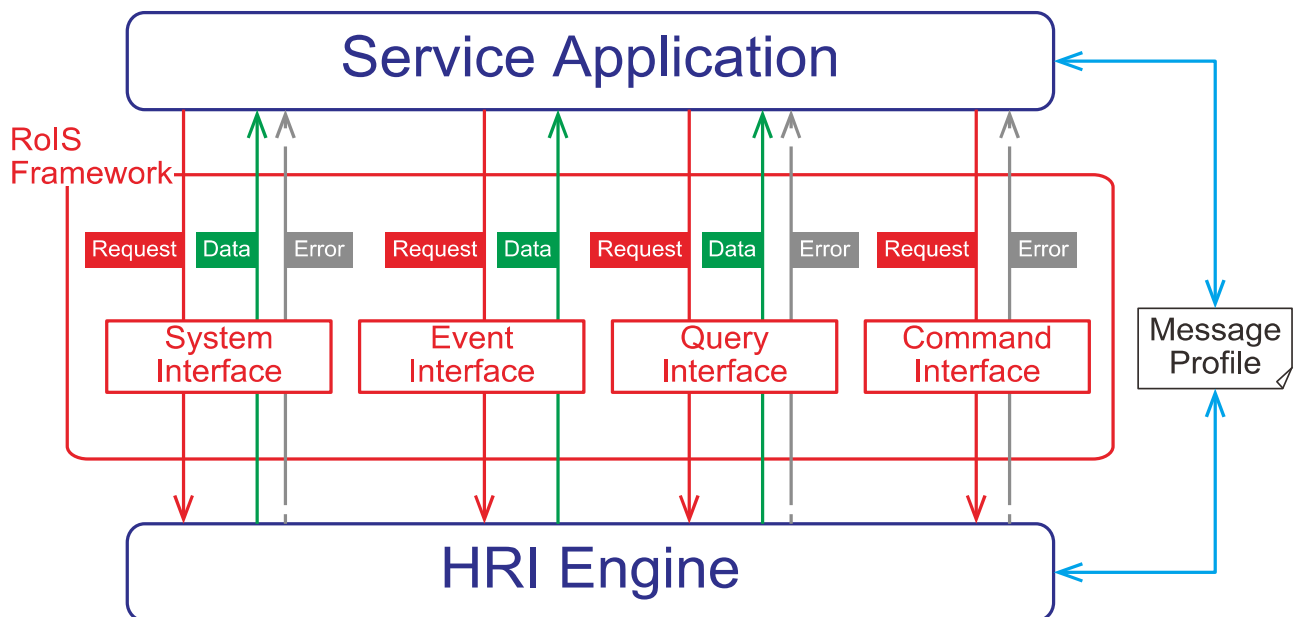 Service Application
RoIS
Framework
Request Data Error Request Data Request Data Error Request Error
System
Interface
Event
Interface
Query
Interface
Command
Interface
Message
Profile
HRI Engine